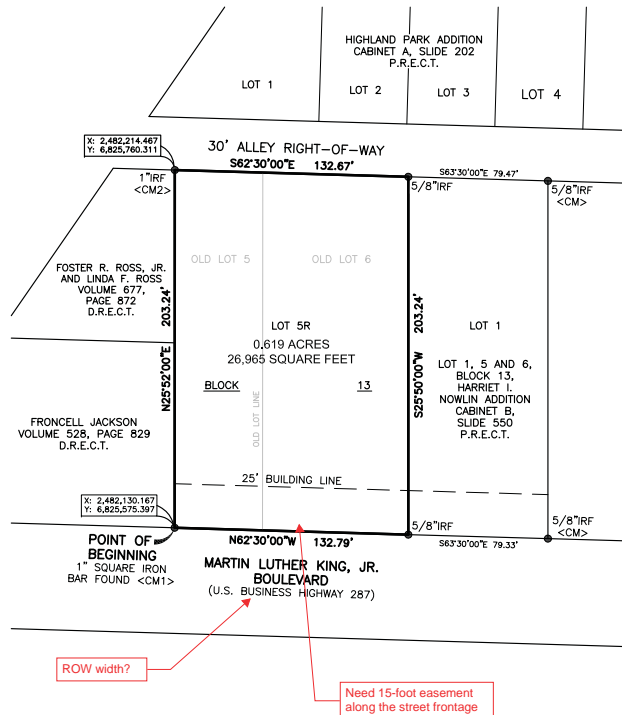 HIGHLAND PARK ADDITION
CABINET A, SLIDE 202
P.R.E.C.T.
LOT 1
LOT 2
LOT 3
LOT 4
X: 2,482,214.467
Y: 6,825,760.311
30' ALLEY RIGHT-OF-WAY
S62°30'00"E 132.67'
S63°30'00"E 79.47'
1"IRF
<CM2>
5/8"IRF
5/8"IRF
<CM>
FOSTER R. ROSS, JR.
AND LINDA F. ROSS
VOLUME 677,
PAGE 872
D.R.E.C.T.
OLD LOT 5
OLD LOT 6
N25°52'00"E 203.24'
S25°50'00"W 203.24'
LOT 5R
0.619 ACRES
26,965 SQUARE FEET
BLOCK 13
OLD LOT LINE
LOT 1
LOT 1, 5 AND 6,
BLOCK 13,
HARRIET I.
NOWLIN ADDITION
CABINET B,
SLIDE 550
P.R.E.C.T.
FRONCELL JACKSON
VOLUME 528, PAGE 829
D.R.E.C.T.
25' BUILDING LINE
X: 2,482,130.167
Y: 6,825,575.397
5/8"IRF
5/8"IRF
<CM>
POINT OF
BEGINNING
1" SQUARE IRON
BAR FOUND <CM1>
N62°30'00"W 132.79'
S63°30'00"E 79.33'
MARTIN LUTHER KING, JR.
BOULEVARD
(U.S. BUSINESS HIGHWAY 287)
ROW width?
Need 15-foot easement
along the street frontage